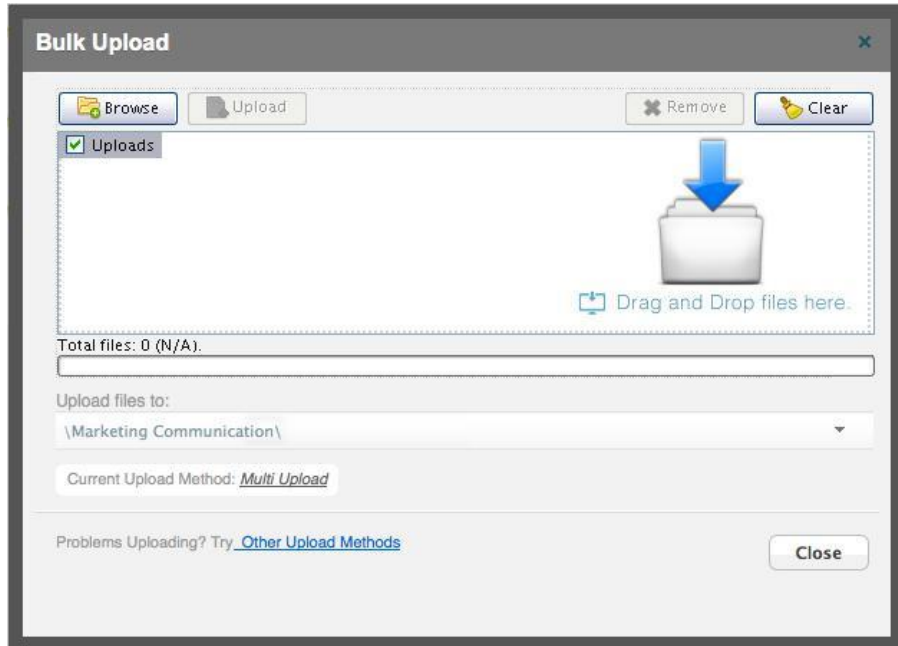 Bulk Upload
Browse Upload Remove Clear
Uploads
Drag and Drop files here.
Total files: 0 (N/A).
Upload files to:
\Marketing Communication\
Current Upload Method: Multi Upload
Problems Uploading? Try Other Upload Methods
Close